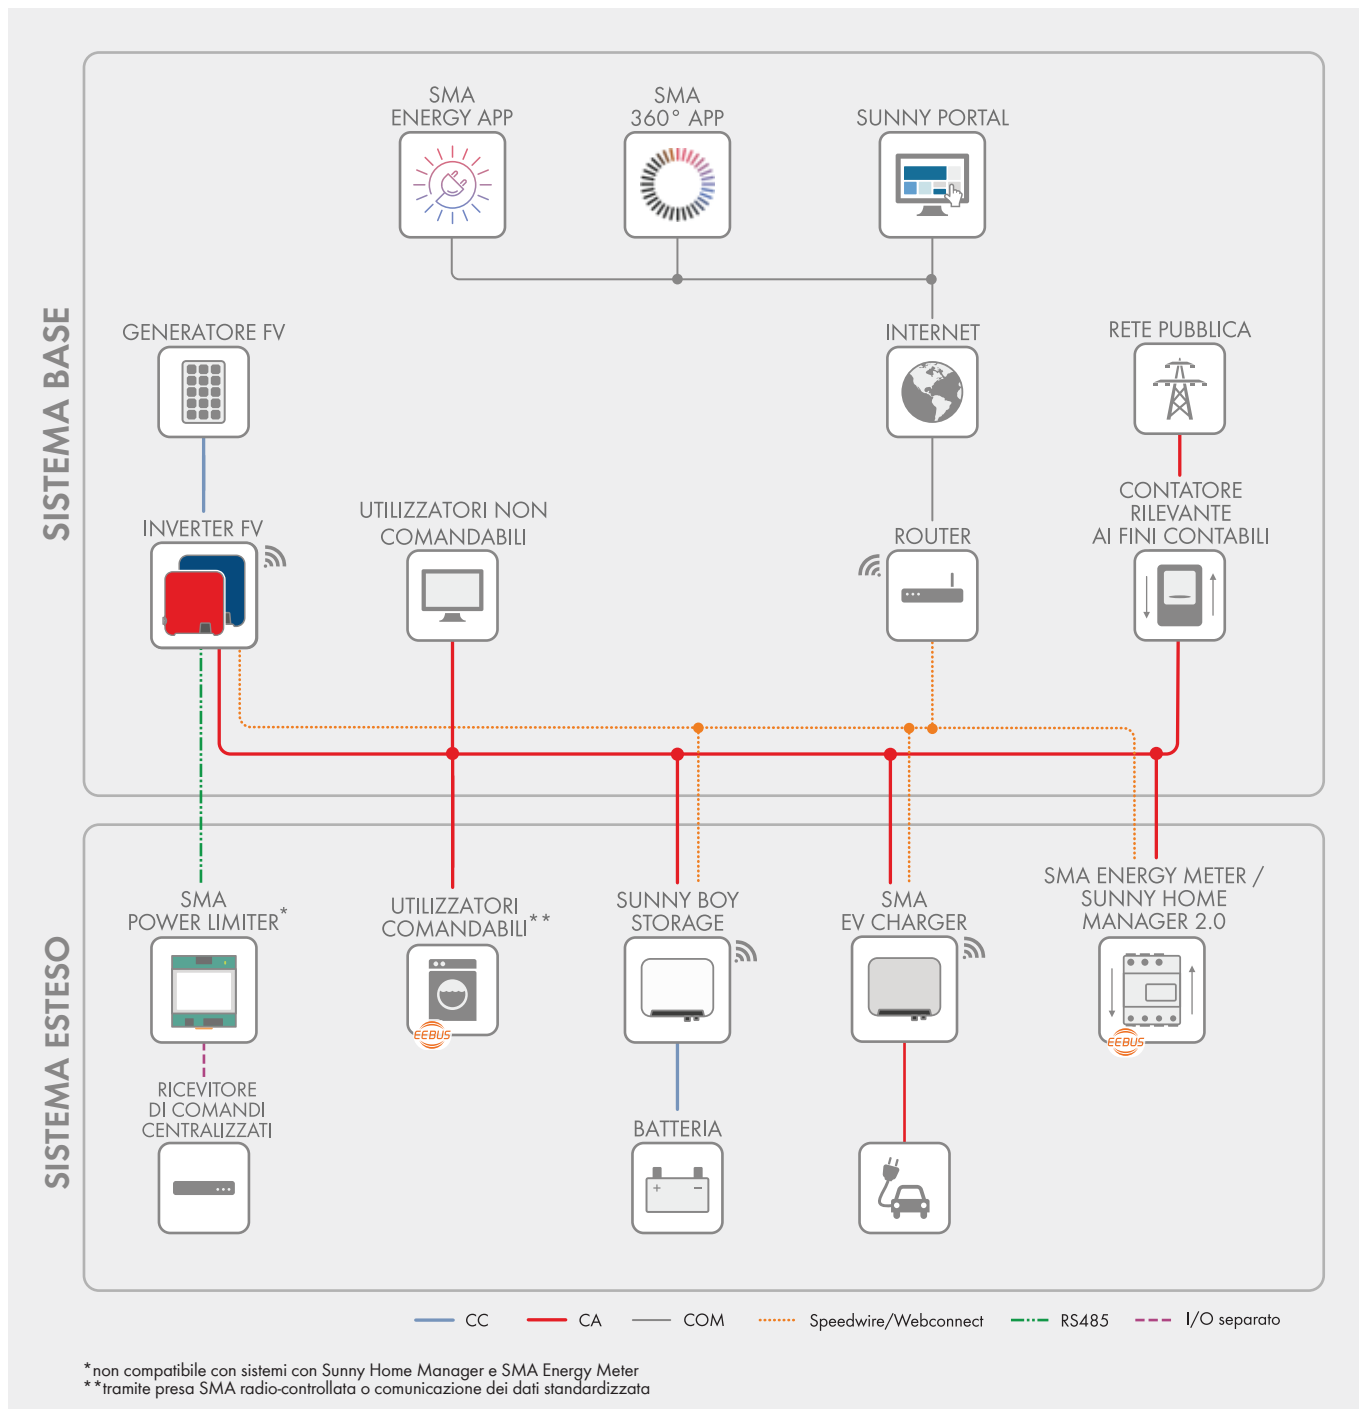 SISTEMA BASE
SMA
ENERGY APP
SMA
360° APP
SUNNY PORTAL
GENERATORE FV
INTERNET
RETE PUBBLICA
INVERTER FV
UTILIZZATORI NON
COMANDABILI
ROUTER
CONTATORE
RILEVANTE
AI FINI CONTABILI
SISTEMA ESTESO
SMA
POWER LIMITER*
UTILIZZATORI
COMANDABILI**
SUNNY BOY
STORAGE
SMA
EV CHARGER
SMA ENERGY METER /
SUNNY HOME
MANAGER 2.0
EEBUS
EEBUS
RICEVITORE
DI COMANDI
CENTRALIZZATI
BATTERIA
+ −
CC
CA
COM
Speedwire/Webconnect
RS485
I/O separato
*non compatibile con sistemi con Sunny Home Manager e SMA Energy Meter
**tramite presa SMA radio-controllata o comunicazione dei dati standardizzata